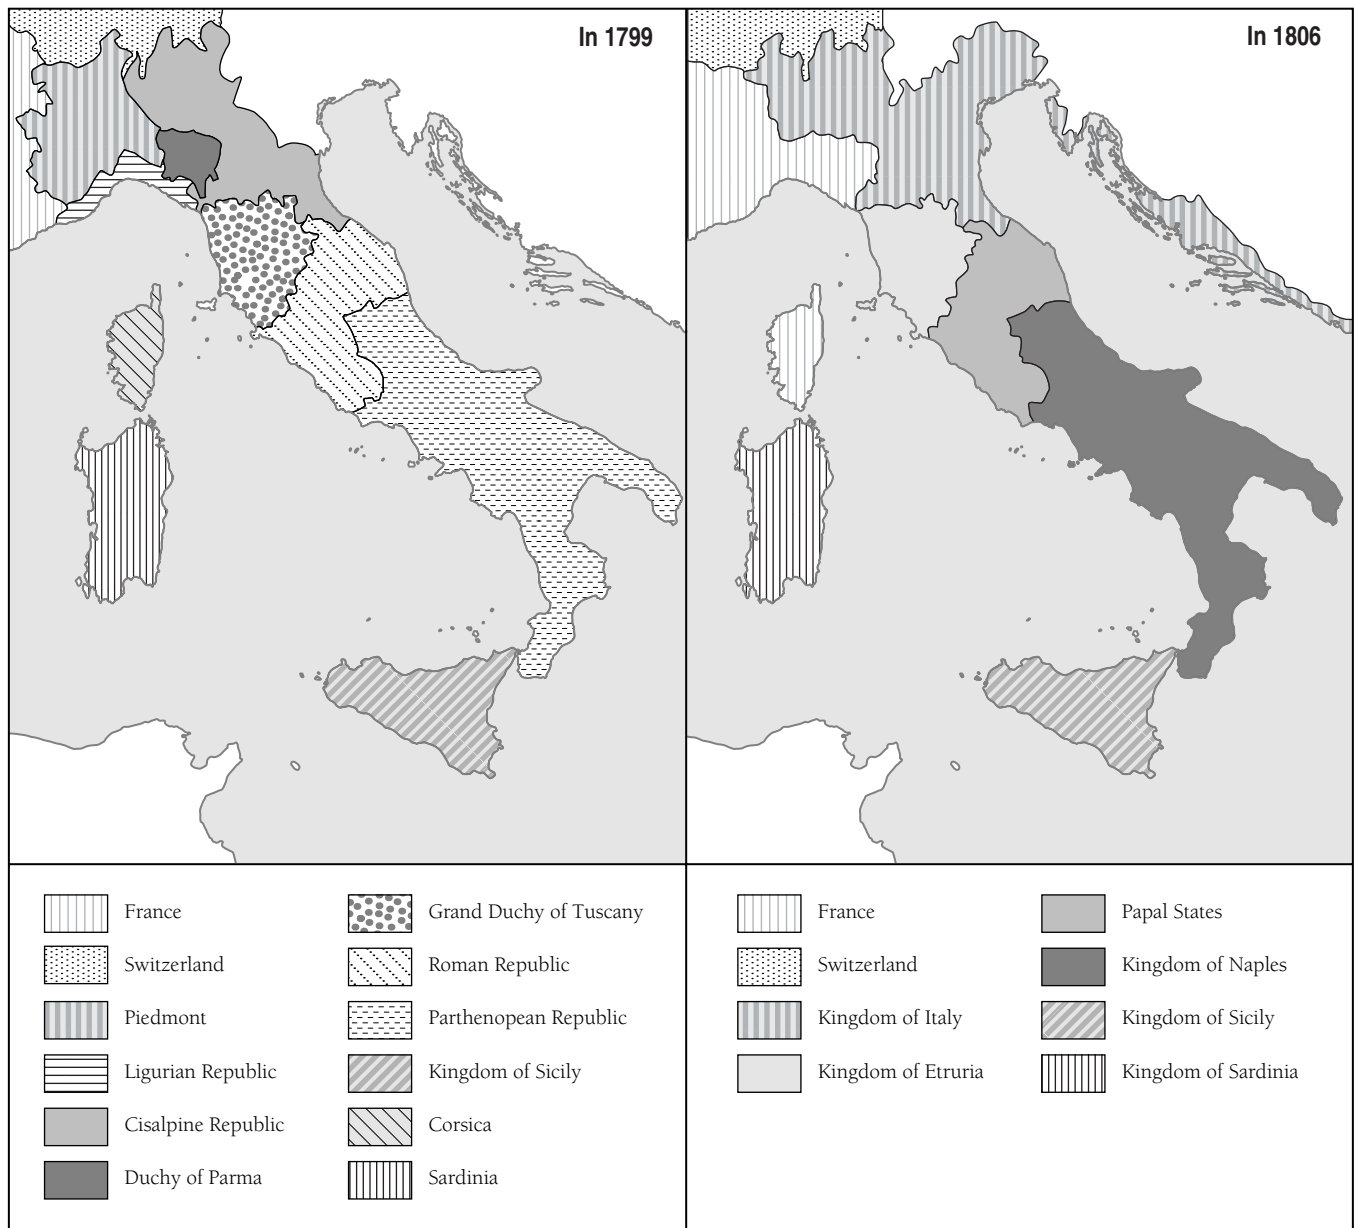 In 1799
In 1806
France
Switzerland
Piedmont
Ligurian Republic
Cisalpine Republic
Duchy of Parma
Grand Duchy of Tuscany
Roman Republic
Parthenopean Republic
Kingdom of Sicily
Corsica
Sardinia
France
Switzerland
Kingdom of Italy
Kingdom of Etruria
Papal States
Kingdom of Naples
Kingdom of Sicily
Kingdom of Sardinia